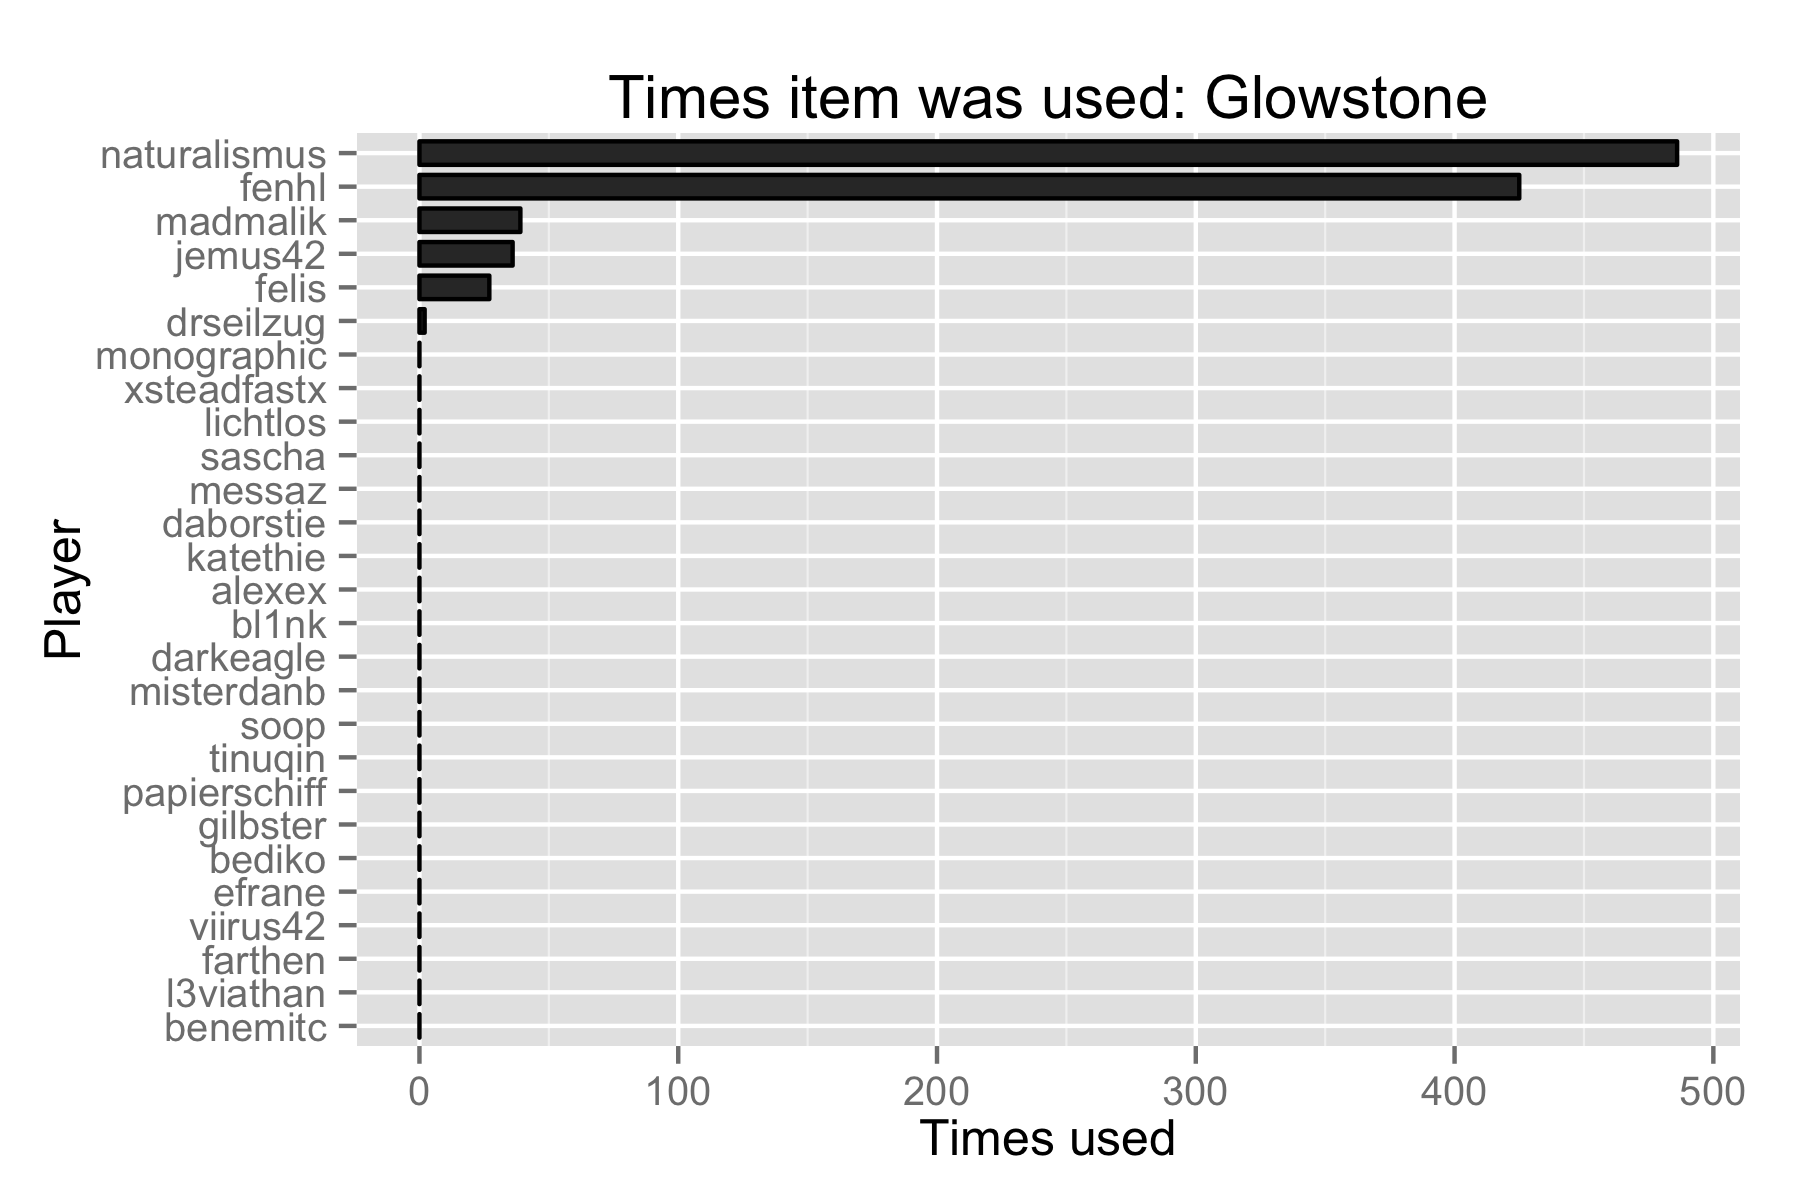 Times item was used: Glowstone
naturalismus
fenhl
madmalik
jemus42
felis
drseilzug
monographic
xsteadfastx
lichtlos
sascha
messaz
daborstie
katethie
alexex
bl1nk
darkeagle
misterdanb
soop
tinuqin
papierschiff
gilbster
bediko
efrane
viirus42
farthen
l3viathan
benemitc
Player
0 100 200 300 400 500
Times used